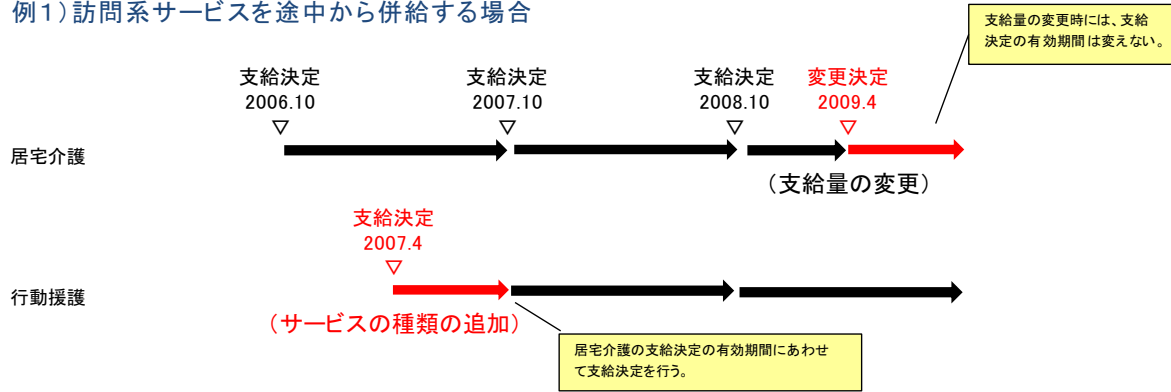 例１）訪問系サービスを途中から併給する場合
支給量の変更時には、支給
決定の有効期間は変えない。
支給決定
2006.10
▽
支給決定
2007.10
▽
支給決定
2008.10
▽
変更決定
2009.4
▽
居宅介護
（支給量の変更）
支給決定
2007.4
▽
行動援護
（サービスの種類の追加）
居宅介護の支給決定の有効期間にあわせ
て支給決定を行う。